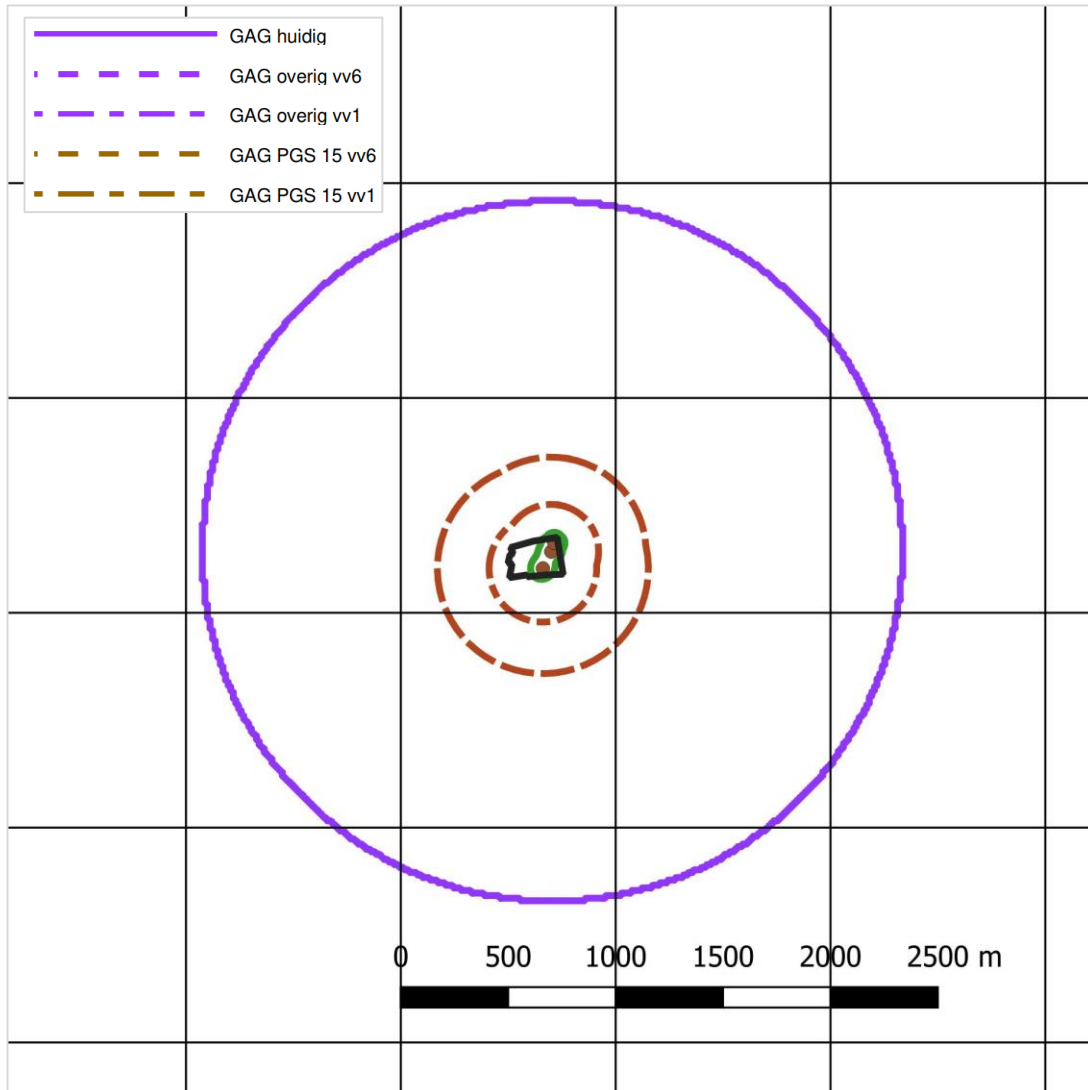 GAG huidig
GAG overig vv6
GAG overig vv1
GAG PGS 15 vv6
GAG PGS 15 vv1
0 500 1000 1500 2000 2500 m